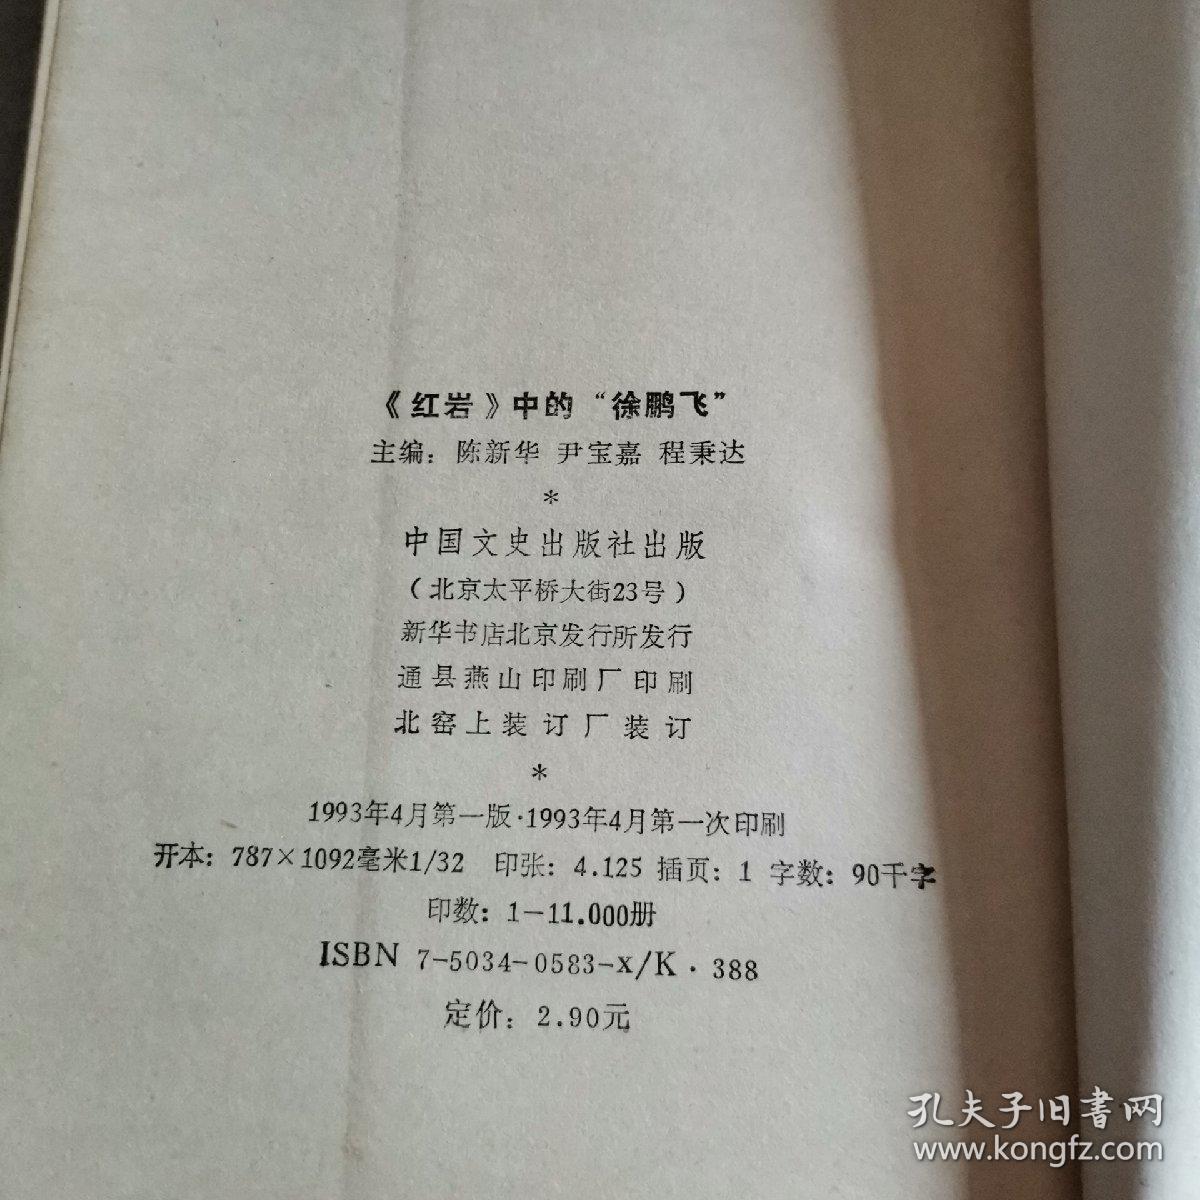 《红岩》中的“徐鹏飞”
主编：陈新华 尹宝嘉 程秉达
*
中国文史出版社出版
（北京太平桥大街23号）
新华书店北京发行所发行
通县燕山印刷厂印刷
北窑上装订厂装订
*
1993年4月第一版·1993年4月第一次印刷
开本：787×1092毫米1/32 印张：4.125 插页：1 字数：90千字
印数：1—11.000册
ISBN 7-5034-0583-x/K·388
定价：2.90元
孔夫子旧书网
www.kongfz.com